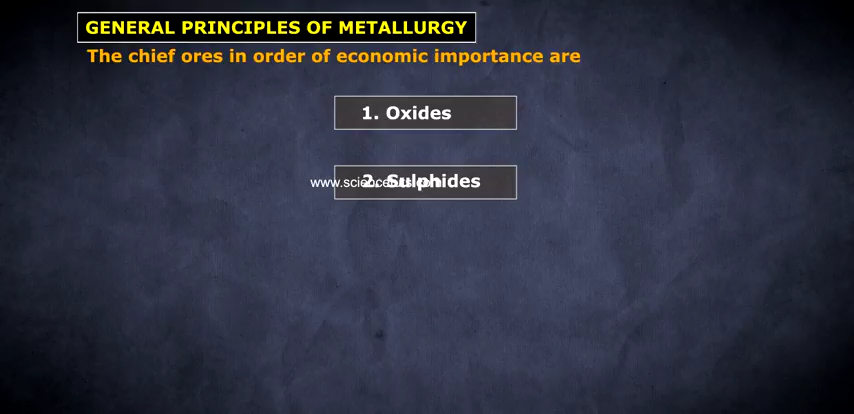 GENERAL PRINCIPLES OF METALLURGY
The chief ores in order of economic importance are
1. Oxides
2. Sulphides